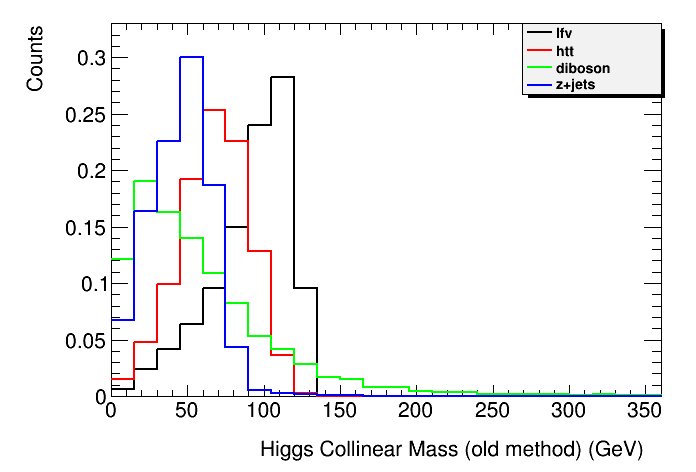 Counts
0.3
0.25
0.2
0.15
0.1
0.05
0
0 50 100 150 200 250 300 350
Higgs Collinear Mass (old method) (GeV)
lfv
htt
diboson
z+jets